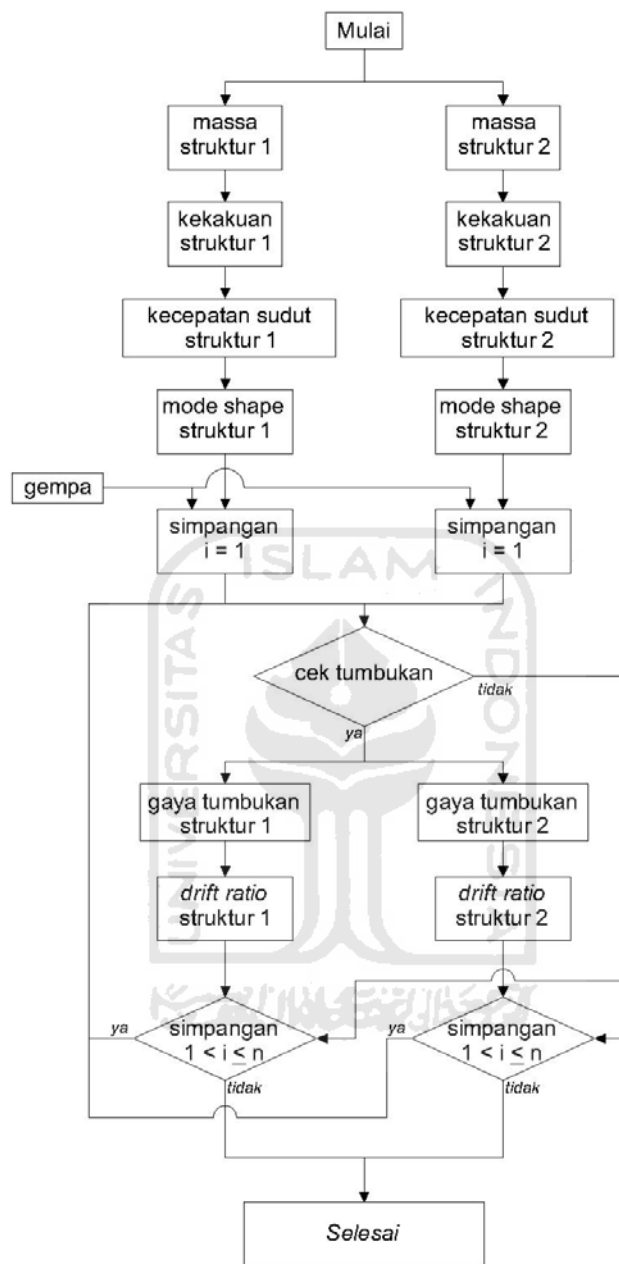 Mulai
massa
struktur 1
massa
struktur 2
kekakuan
struktur 1
kekakuan
struktur 2
kecepatan sudut
struktur 1
kecepatan sudut
struktur 2
mode shape
struktur 1
mode shape
struktur 2
gempa
simpangan
i = 1
simpangan
i = 1
ISLAM
UNIVERSITAS
INDONESIA
cek tumbukan
tidak
ya
gaya tumbukan
struktur 1
gaya tumbukan
struktur 2
drift ratio
struktur 1
drift ratio
struktur 2
ya
simpangan
1 < i ≤ n
tidak
ya
simpangan
1 < i ≤ n
tidak
Selesai